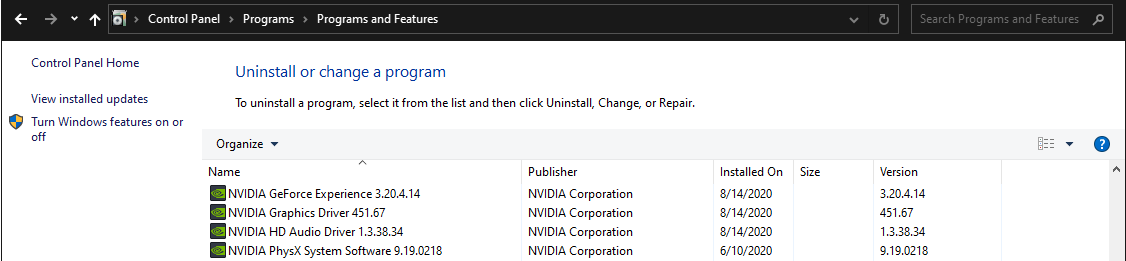 Control Panel > Programs > Programs and Features
Search Programs and Features
Control Panel Home
View installed updates
Turn Windows features on or
off
Uninstall or change a program
To uninstall a program, select it from the list and then click Uninstall, Change, or Repair.
Organize
Name Publisher Installed On Size Version
NVIDIA GeForce Experience 3.20.4.14 NVIDIA Corporation 8/14/2020 3.20.4.14
NVIDIA Graphics Driver 451.67 NVIDIA Corporation 8/14/2020 451.67
NVIDIA HD Audio Driver 1.3.38.34 NVIDIA Corporation 8/14/2020 1.3.38.34
NVIDIA PhysX System Software 9.19.0218 NVIDIA Corporation 6/10/2020 9.19.0218